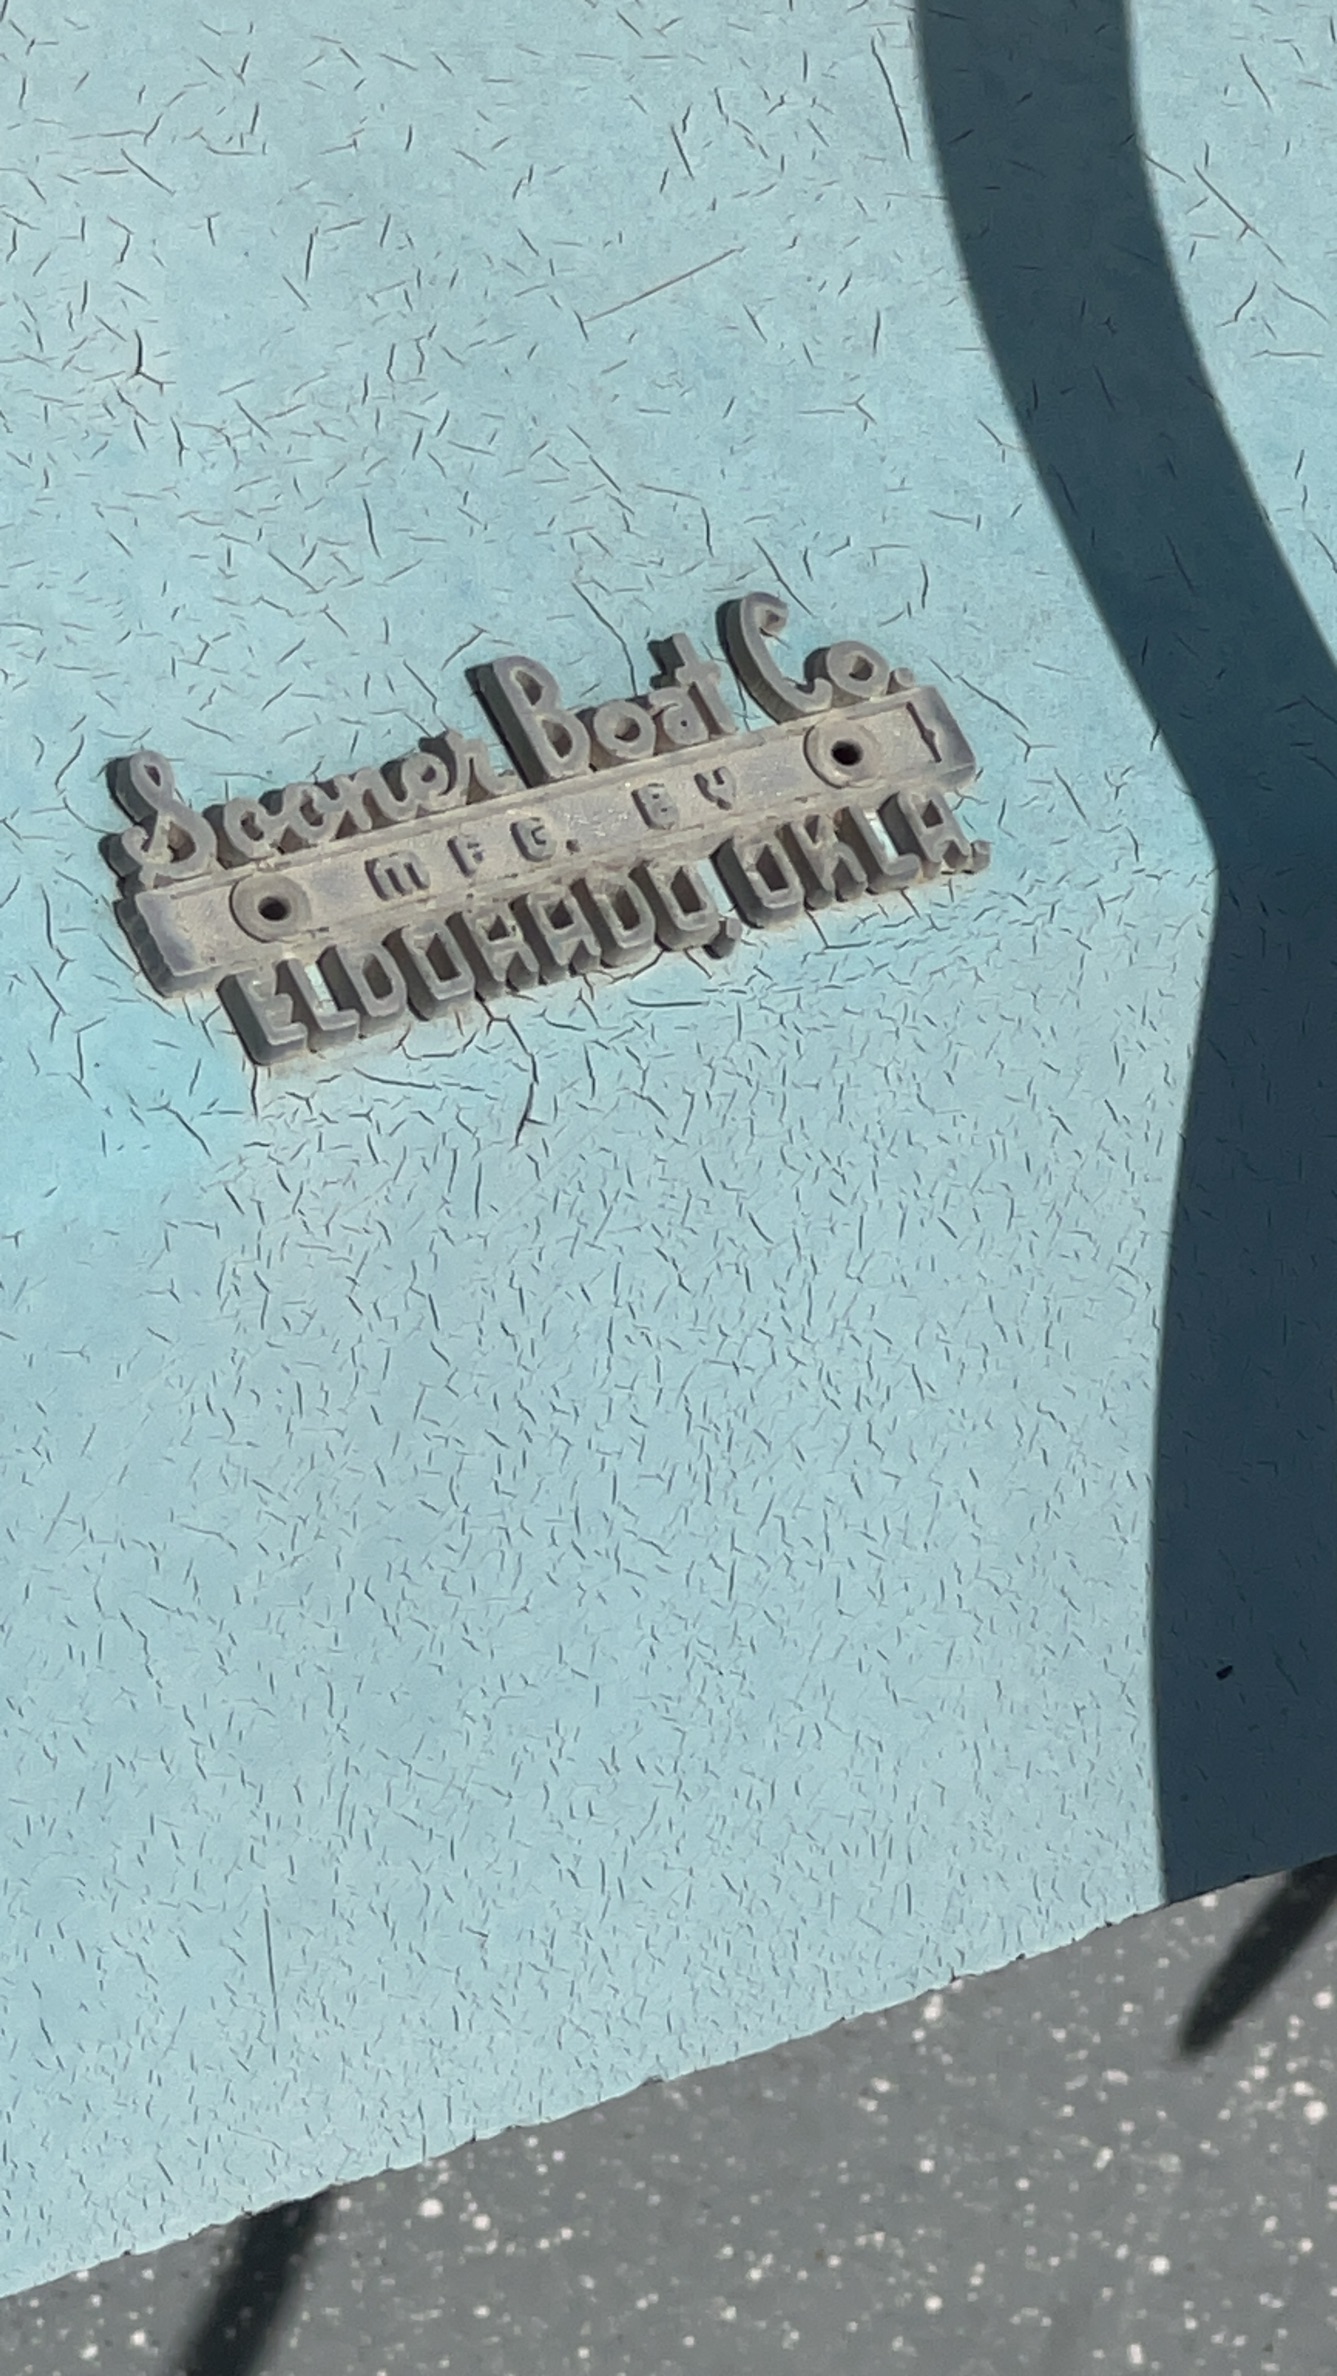 Sooner Boat Co.
MFG. BY
ELDORADO, OKLA.